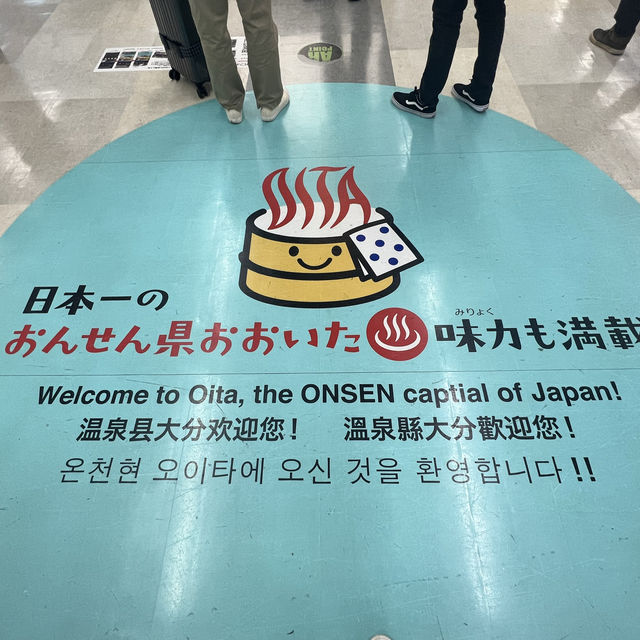 AR
POINT
OITA
日本一の
おんせん県おおいた♨味力も満載
みりょく
Welcome to Oita, the ONSEN captial of Japan!
温泉县大分欢迎您！ 溫泉縣大分歡迎您！
온천현 오이타에 오신 것을 환영합니다!!